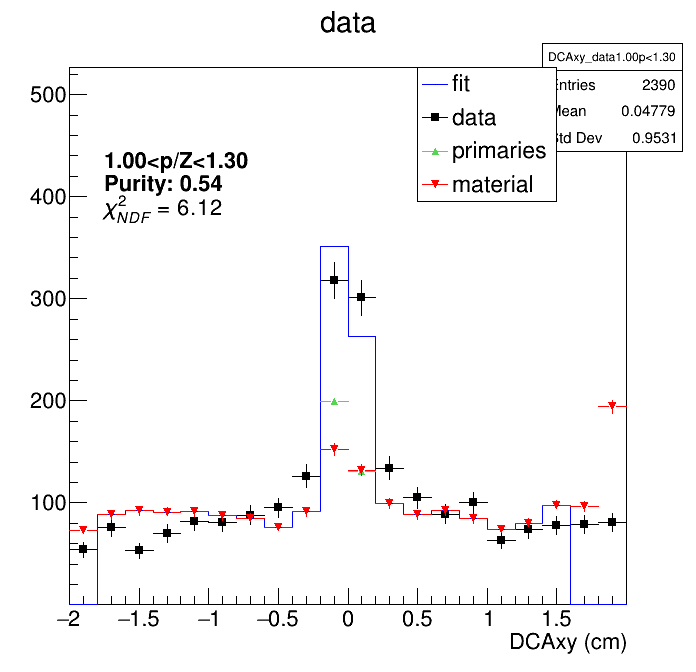 data
DCAxy_data1.00p<1.30
Entries 2390
Mean 0.04779
Std Dev 0.9531
fit
data
primaries
material
1.00<p/Z<1.30
Purity: 0.54
χ²_NDF = 6.12
500
400
300
200
100
−2 −1.5 −1 −0.5 0 0.5 1 1.5
DCAxy (cm)